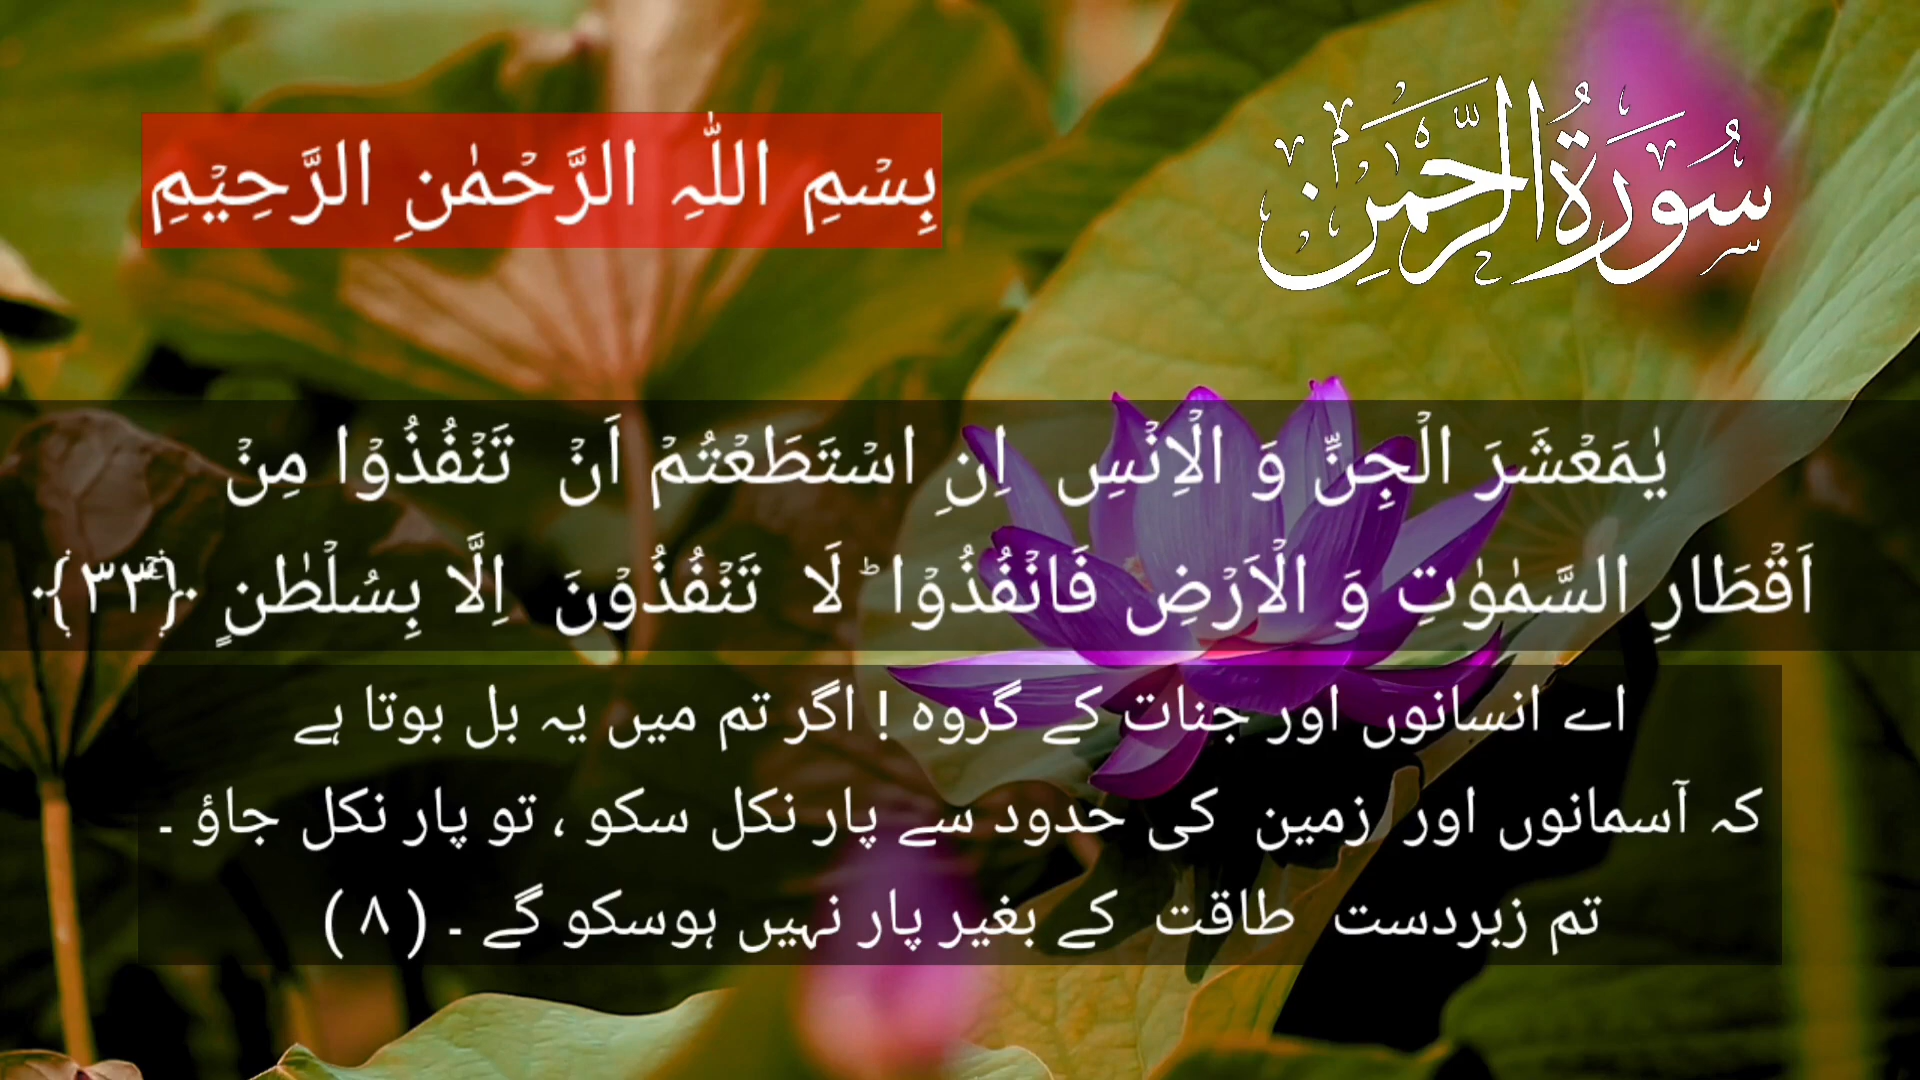 سُورَةُ الرَّحْمٰنِ
بِسْمِ اللّٰہِ الرَّحْمٰنِ الرَّحِیْمِ
یٰمَعْشَرَ الْجِنِّ وَ الْاِنْسِ اِنِ اسْتَطَعْتُمْ اَنْ تَنْفُذُوْا مِنْ
اَقْطَارِ السَّمٰوٰتِ وَ الْاَرْضِ فَانْفُذُوْا ؕ لَا تَنْفُذُوْنَ اِلَّا بِسُلْطٰنٍ ﴿ۚ۳۳﴾
اے انسانوں اور جنات کے گروہ ! اگر تم میں یہ بل بوتا ہے
کہ آسمانوں اور زمین کی حدود سے پار نکل سکو ، تو پار نکل جاؤ ۔
تم زبردست طاقت کے بغیر پار نہیں ہوسکو گے ۔ ( ٨ )